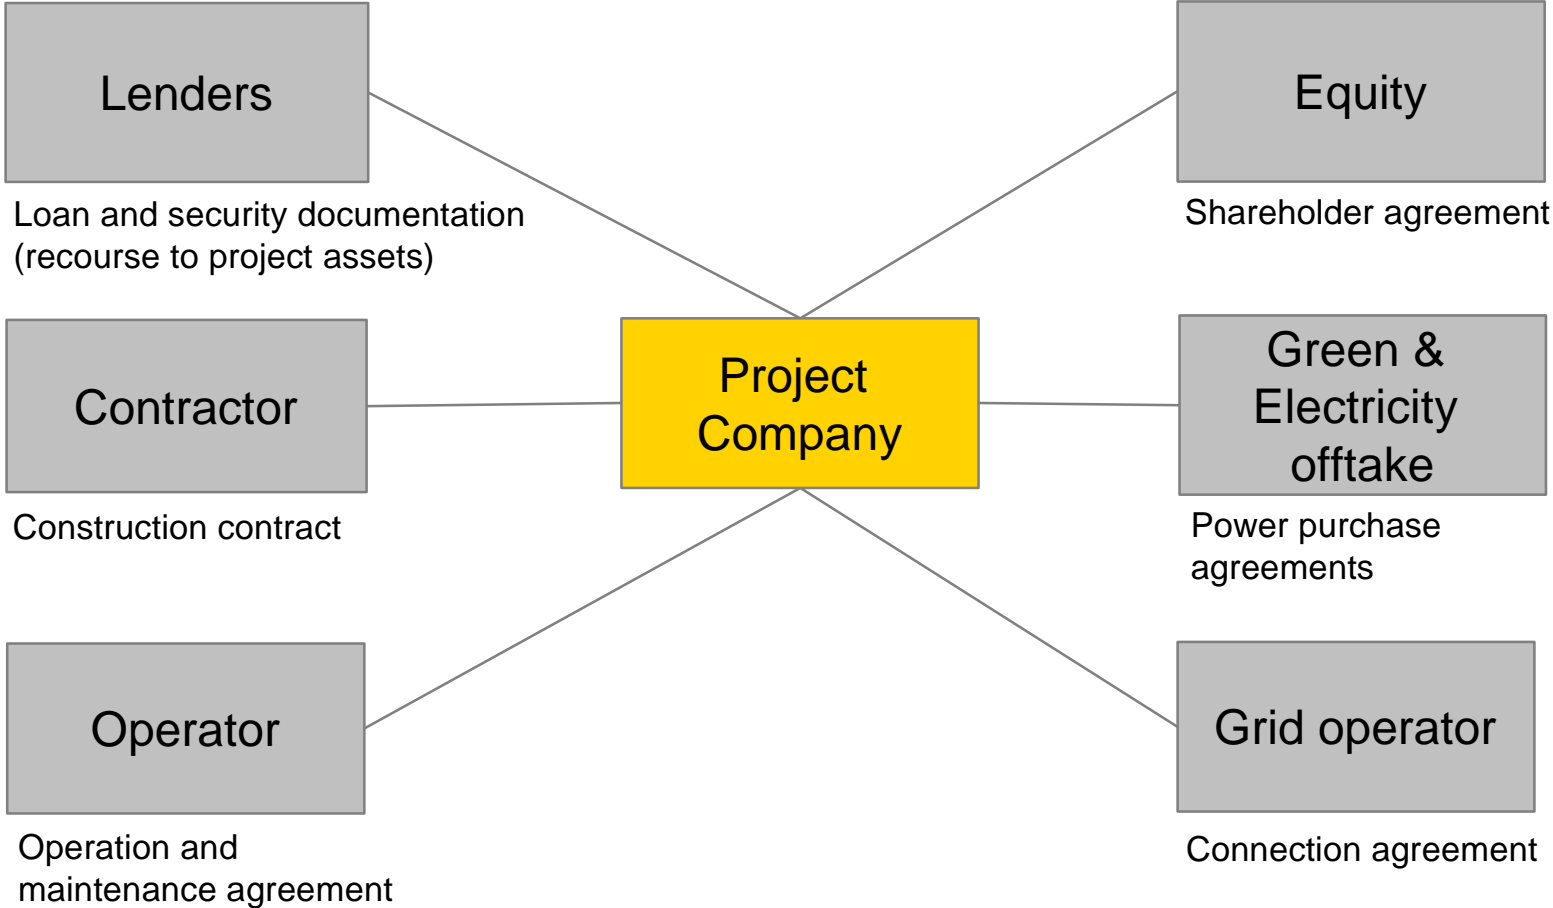 Lenders
Loan and security documentation
(recourse to project assets)
Equity
Shareholder agreement
Contractor
Construction contract
Project
Company
Green &
Electricity
offtake
Power purchase
agreements
Operator
Operation and
maintenance agreement
Grid operator
Connection agreement